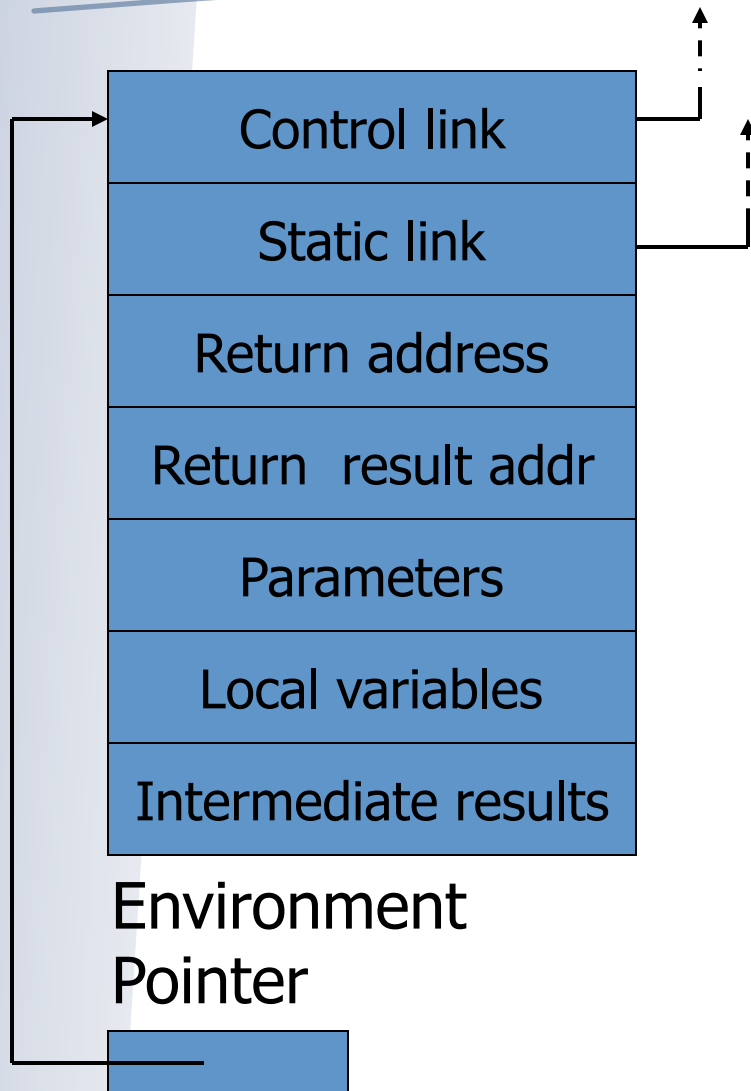 Control link
Static link
Return address
Return  result addr
Parameters
Local variables
Intermediate results
Environment
Pointer